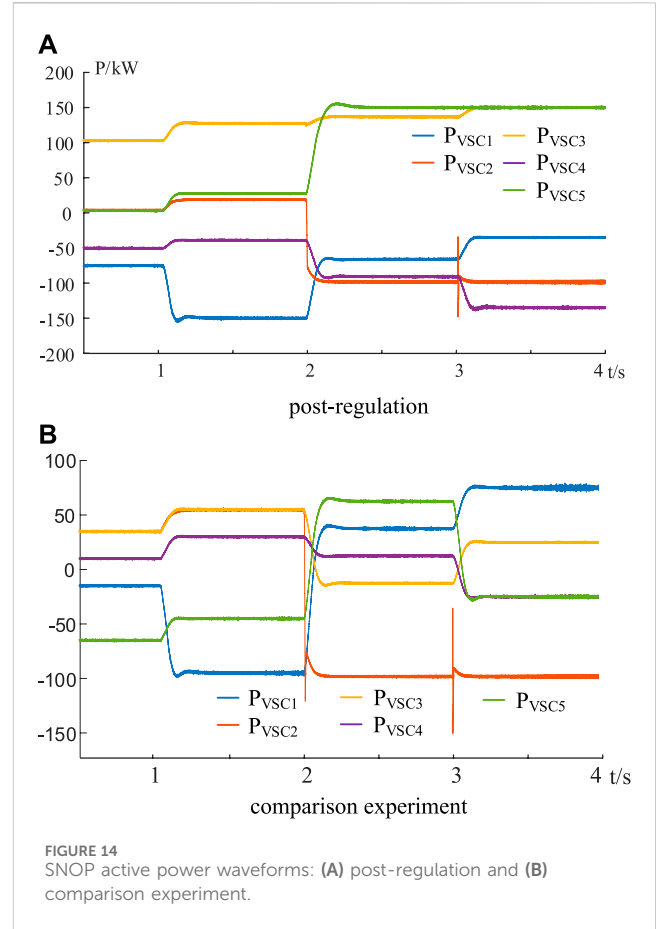 A
P/kW
200
150
100
50
0
-50
-100
-150
-200
P_VSC1
P_VSC3
P_VSC2
P_VSC4
P_VSC5
1
2
3
4 t/s
post-regulation
B
100
50
0
-50
-100
-150
P_VSC1
P_VSC3
P_VSC5
P_VSC2
P_VSC4
1
2
3
4 t/s
comparison experiment
FIGURE 14
SNOP active power waveforms: (A) post-regulation and (B)
comparison experiment.